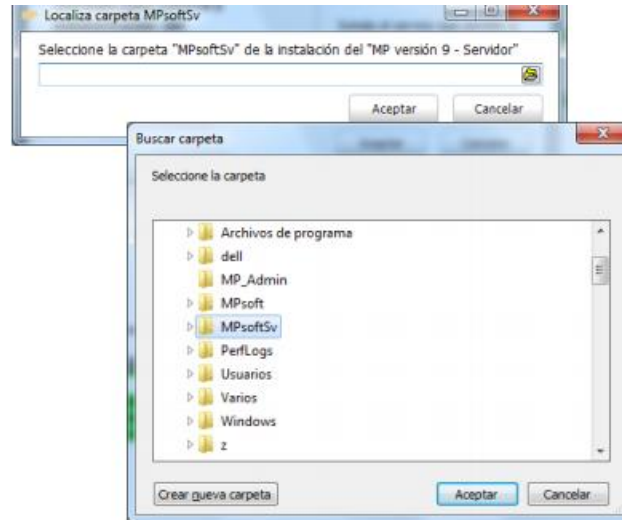 Localiza carpeta MPsoftSv
Seleccione la carpeta "MPsoftSv" de la instalación del "MP versión 9 - Servidor"
Aceptar Cancelar
Buscar carpeta
Seleccione la carpeta
Archivos de programa
dell
MP_Admin
MPsoft
MPsoftSv
PerfLogs
Usuarios
Varios
Windows
z
Crear nueva carpeta Aceptar Cancelar